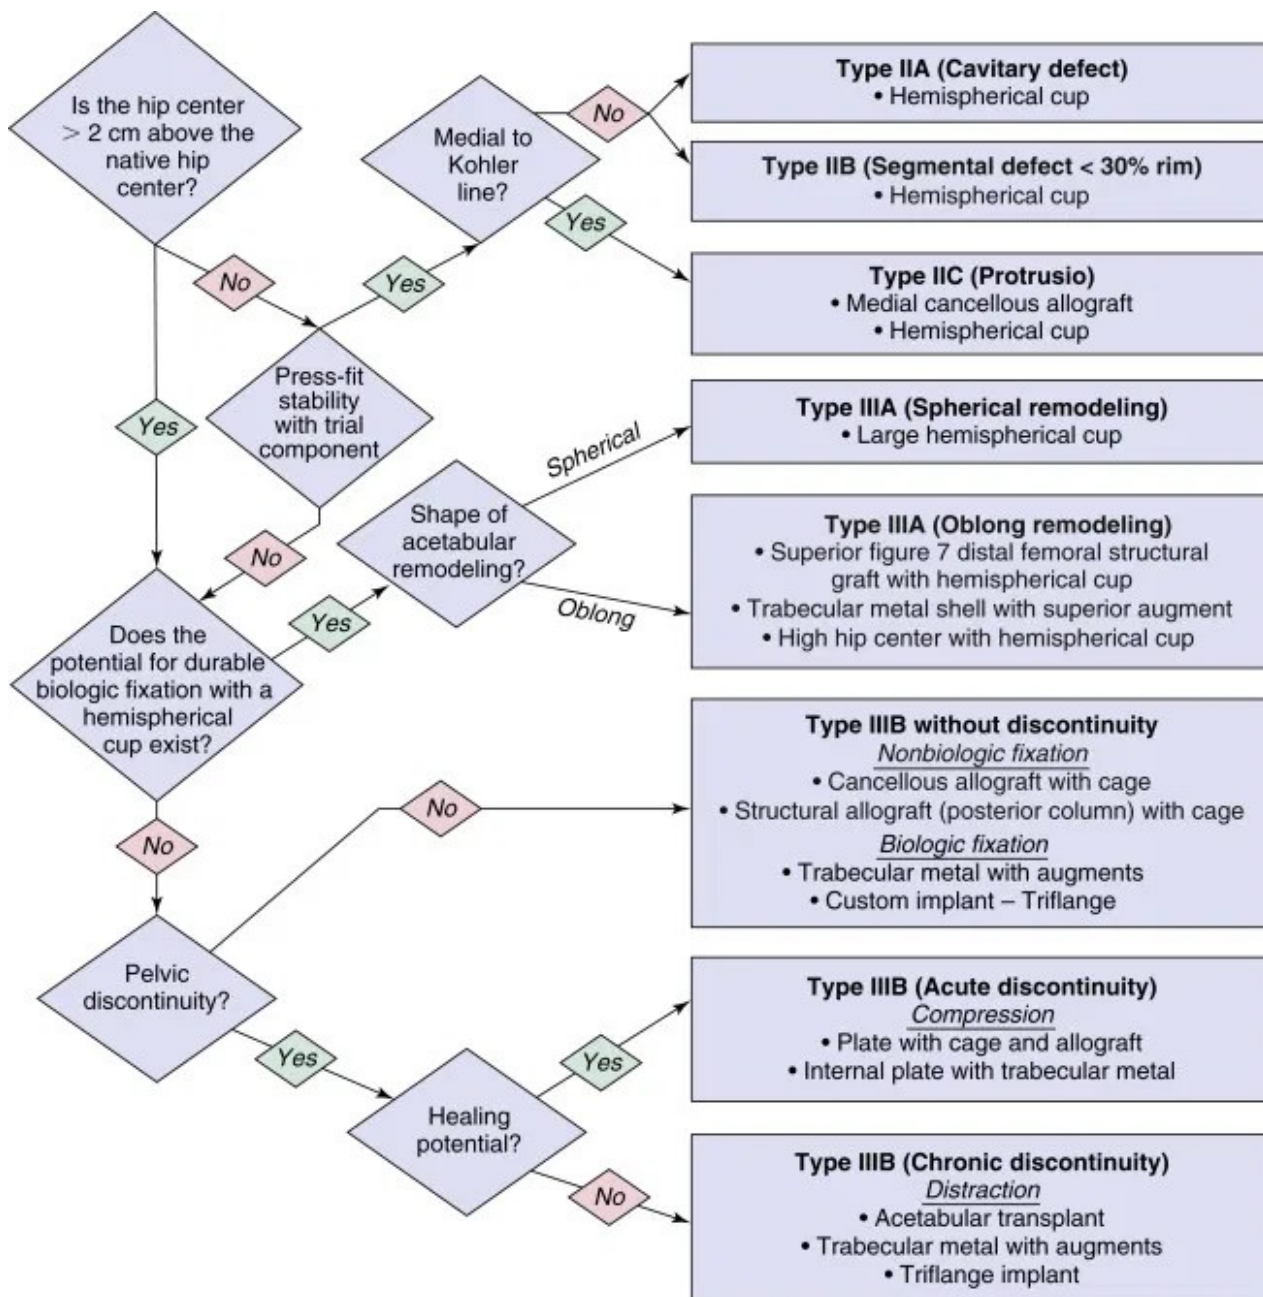 Is the hip center
> 2 cm above the
native hip
center?
No
Yes
Press-fit
stability
with trial
component
Yes
No
Medial to
Kohler
line?
No
Yes
Type IIA (Cavitary defect)
• Hemispherical cup
Type IIB (Segmental defect < 30% rim)
• Hemispherical cup
Type IIC (Protrusio)
• Medial cancellous allograft
• Hemispherical cup
Does the
potential for durable
biologic fixation with a
hemispherical
cup exist?
Yes
No
Shape of
acetabular
remodeling?
Spherical
Oblong
Type IIIA (Spherical remodeling)
• Large hemispherical cup
Type IIIA (Oblong remodeling)
• Superior figure 7 distal femoral structural
graft with hemispherical cup
• Trabecular metal shell with superior augment
• High hip center with hemispherical cup
Pelvic
discontinuity?
No
Yes
Type IIIB without discontinuity
Nonbiologic fixation
• Cancellous allograft with cage
• Structural allograft (posterior column) with cage
Biologic fixation
• Trabecular metal with augments
• Custom implant – Triflange
Healing
potential?
Yes
No
Type IIIB (Acute discontinuity)
Compression
• Plate with cage and allograft
• Internal plate with trabecular metal
Type IIIB (Chronic discontinuity)
Distraction
• Acetabular transplant
• Trabecular metal with augments
• Triflange implant